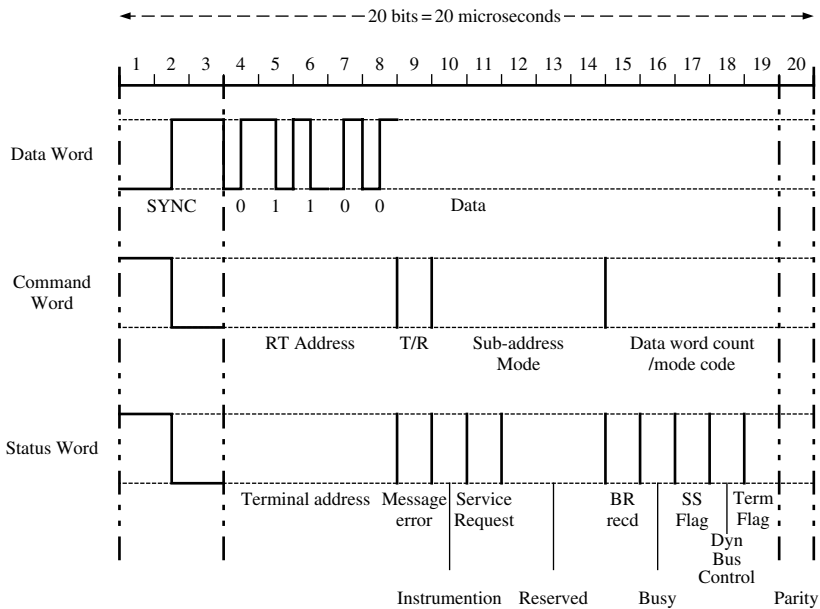 20 bits = 20 microseconds
1 2 3 4 5 6 7 8 9 10 11 12 13 14 15 16 17 18 19 20
Data Word
SYNC 0 1 1 0 0 Data
Command
Word
RT Address T/R Sub-address Data word count
Mode /mode code
Status Word
Terminal address Message Service BR SS Term
error Request recd Flag Flag
Dyn
Bus
Control
Instrumention Reserved Busy Parity